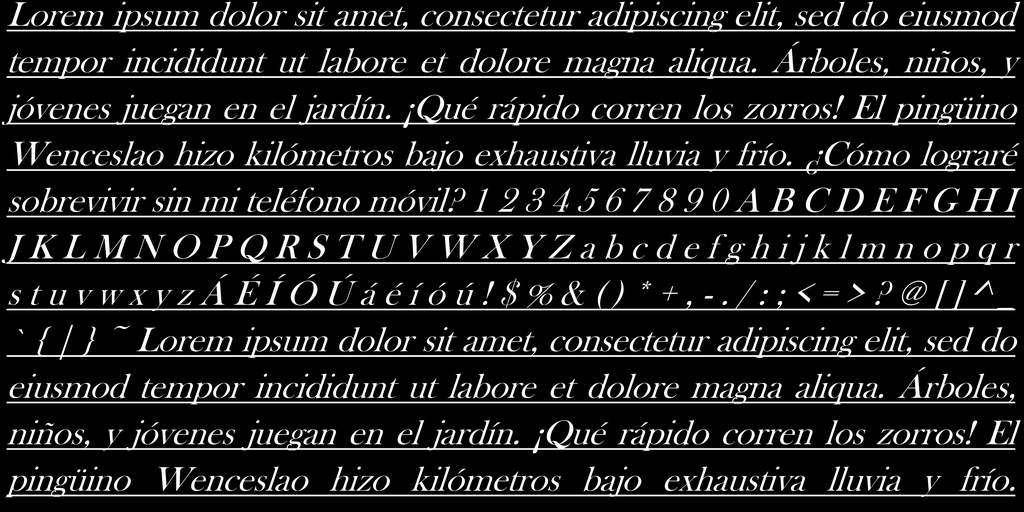 Lorem ipsum dolor sit amet, consectetur adipiscing elit, sed do eiusmod
tempor incididunt ut labore et dolore magna aliqua. Árboles, niños, y
jóvenes juegan en el jardín. ¡Qué rápido corren los zorros! El pingüino
Wenceslao hizo kilómetros bajo exhaustiva lluvia y frío. ¿Cómo lograré
sobrevivir sin mi teléfono móvil? 1 2 3 4 5 6 7 8 9 0 A B C D E F G H I
J K L M N O P Q R S T U V W X Y Z a b c d e f g h i j k l m n o p q r
s t u v w x y z Á É Í Ó Ú á é í ó ú ! $ % & ( ) * + , - . / : ; < = > ? @ [ ] ^ _
` { | } ~ Lorem ipsum dolor sit amet, consectetur adipiscing elit, sed do
eiusmod tempor incididunt ut labore et dolore magna aliqua. Árboles,
niños, y jóvenes juegan en el jardín. ¡Qué rápido corren los zorros! El
pingüino Wenceslao hizo kilómetros bajo exhaustiva lluvia y frío.